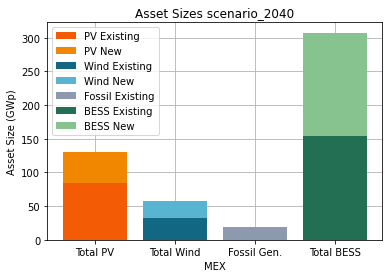 Asset Sizes scenario_2040
Asset Size (GWp)
300
250
200
150
100
50
0
PV Existing
PV New
Wind Existing
Wind New
Fossil Existing
BESS Existing
BESS New
Total PV Total Wind Fossil Gen. Total BESS
MEX